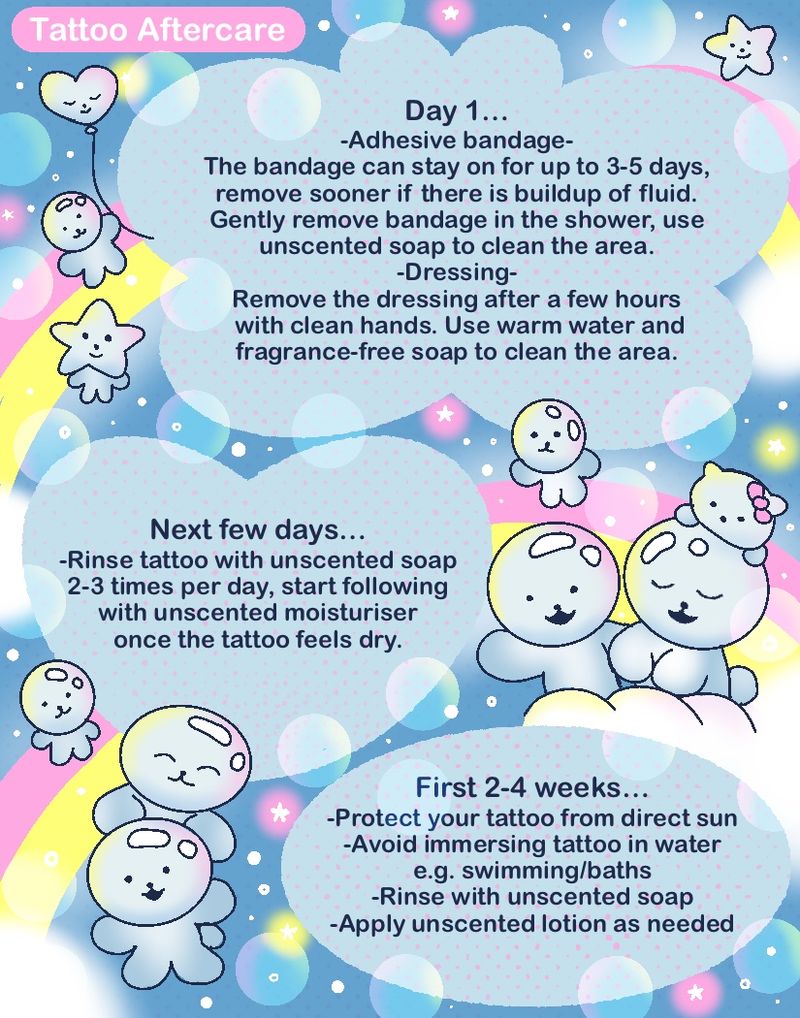 Tattoo Aftercare
Day 1...
-Adhesive bandage-
The bandage can stay on for up to 3-5 days,
remove sooner if there is buildup of fluid.
Gently remove bandage in the shower, use
unscented soap to clean the area.
-Dressing-
Remove the dressing after a few hours
with clean hands. Use warm water and
fragrance-free soap to clean the area.
Next few days...
-Rinse tattoo with unscented soap
2-3 times per day, start following
with unscented moisturiser
once the tattoo feels dry.
First 2-4 weeks...
-Protect your tattoo from direct sun
-Avoid immersing tattoo in water
e.g. swimming/baths
-Rinse with unscented soap
-Apply unscented lotion as needed